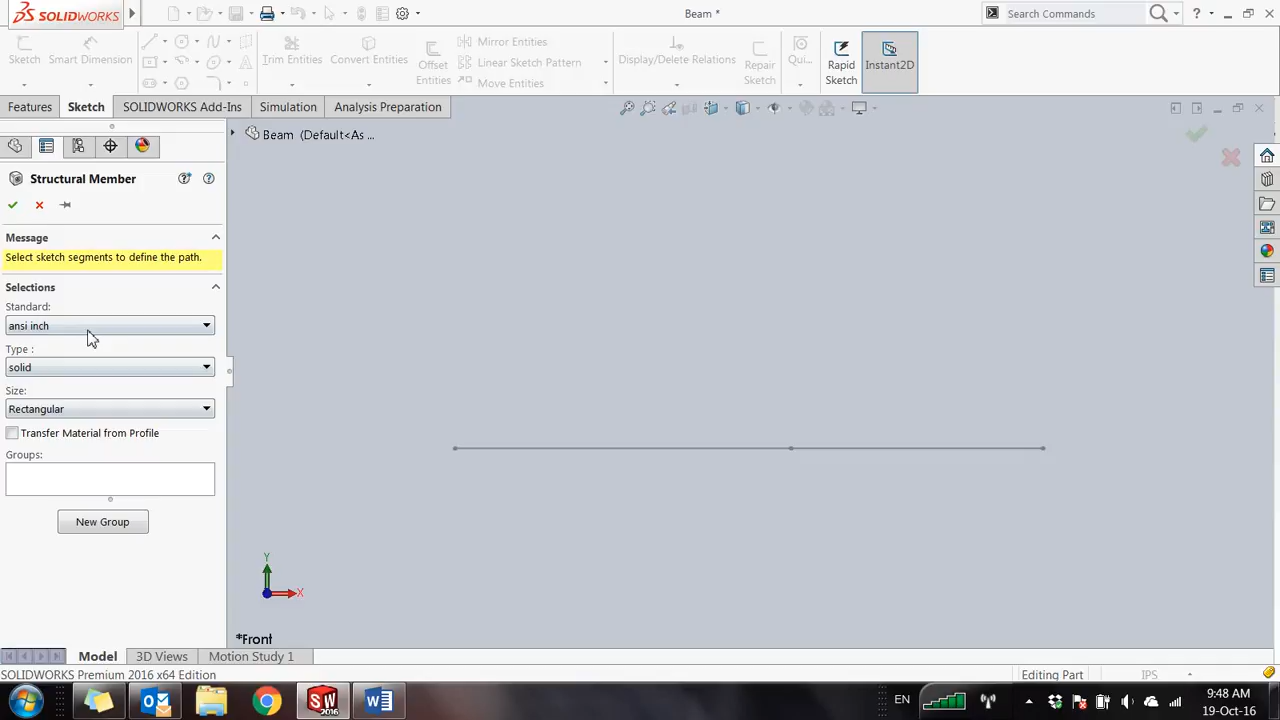 SOLIDWORKS
Beam *
Search Commands
Sketch
Smart Dimension
Trim Entities
Convert Entities
Offset Entities
Mirror Entities
Linear Sketch Pattern
Move Entities
Display/Delete Relations
Repair Sketch
Qui...
Rapid Sketch
Instant2D
Features
Sketch
SOLIDWORKS Add-Ins
Simulation
Analysis Preparation
Beam (Default<As ...
Structural Member
Message
Select sketch segments to define the path.
Selections
Standard:
ansi inch
Type :
solid
Size:
Rectangular
Transfer Material from Profile
Groups:
New Group
Y
X
*Front
Model
3D Views
Motion Study 1
SOLIDWORKS Premium 2016 x64 Edition
Editing Part
IPS
EN
9:48 AM
19-Oct-16